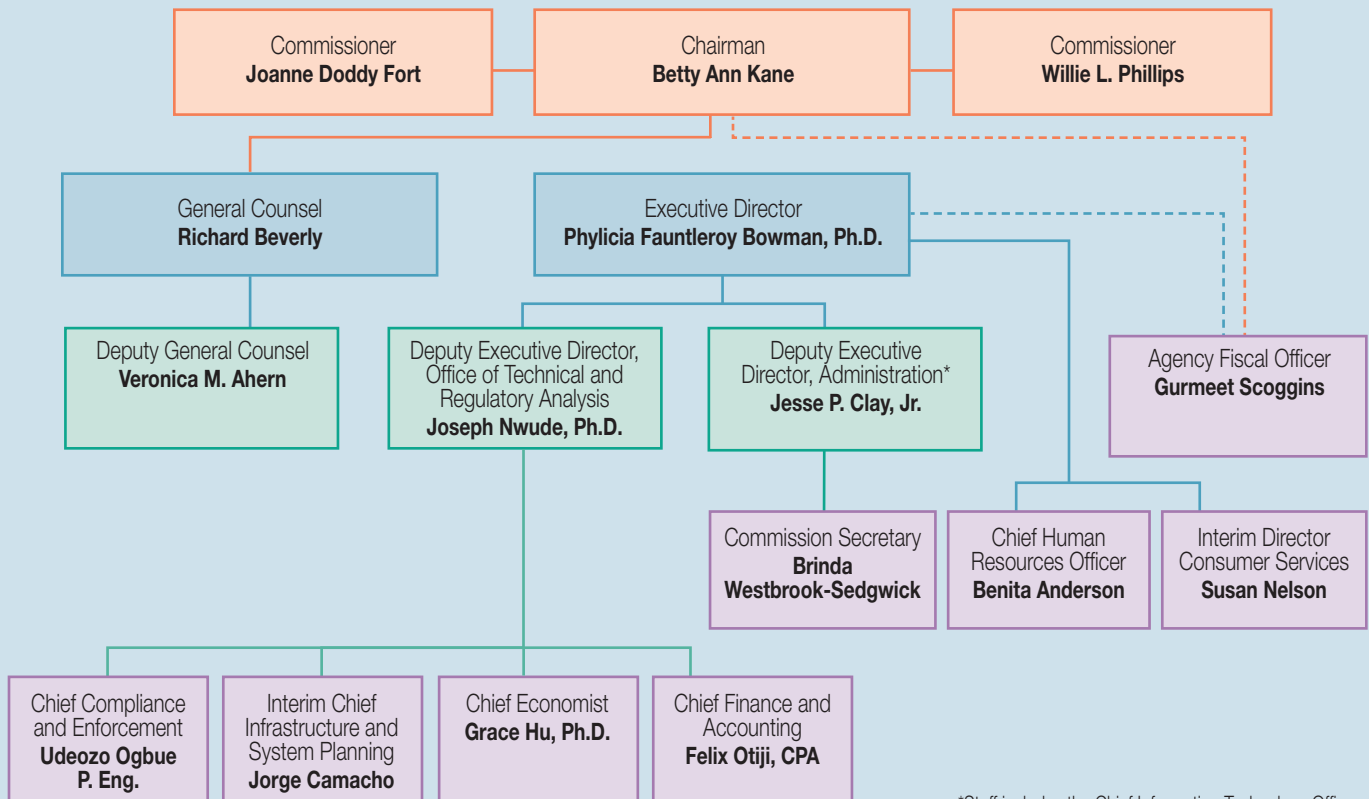 Commissioner
Joanne Doddy Fort
Chairman
Betty Ann Kane
Commissioner
Willie L. Phillips
General Counsel
Richard Beverly
Executive Director
Phylicia Fauntleroy Bowman, Ph.D.
Deputy General Counsel
Veronica M. Ahern
Deputy Executive Director,
Office of Technical and
Regulatory Analysis
Joseph Nwude, Ph.D.
Deputy Executive
Director, Administration*
Jesse P. Clay, Jr.
Agency Fiscal Officer
Gurmeet Scoggins
Commission Secretary
Brinda
Westbrook-Sedgwick
Chief Human
Resources Officer
Benita Anderson
Interim Director
Consumer Services
Susan Nelson
Chief Compliance
and Enforcement
Udeozo Ogbue
P. Eng.
Interim Chief
Infrastructure and
System Planning
Jorge Camacho
Chief Economist
Grace Hu, Ph.D.
Chief Finance and
Accounting
Felix Otiji, CPA